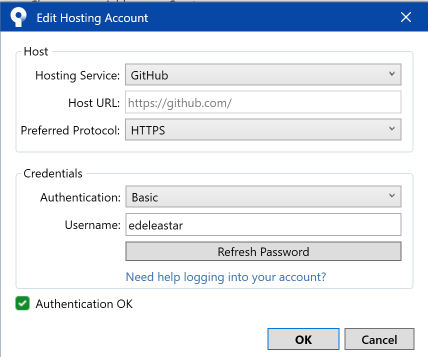 Edit Hosting Account
Host
Hosting Service: GitHub
Host URL: https://github.com/
Preferred Protocol: HTTPS
Credentials
Authentication: Basic
Username: edeleastar
Refresh Password
Need help logging into your account?
Authentication OK
OK Cancel